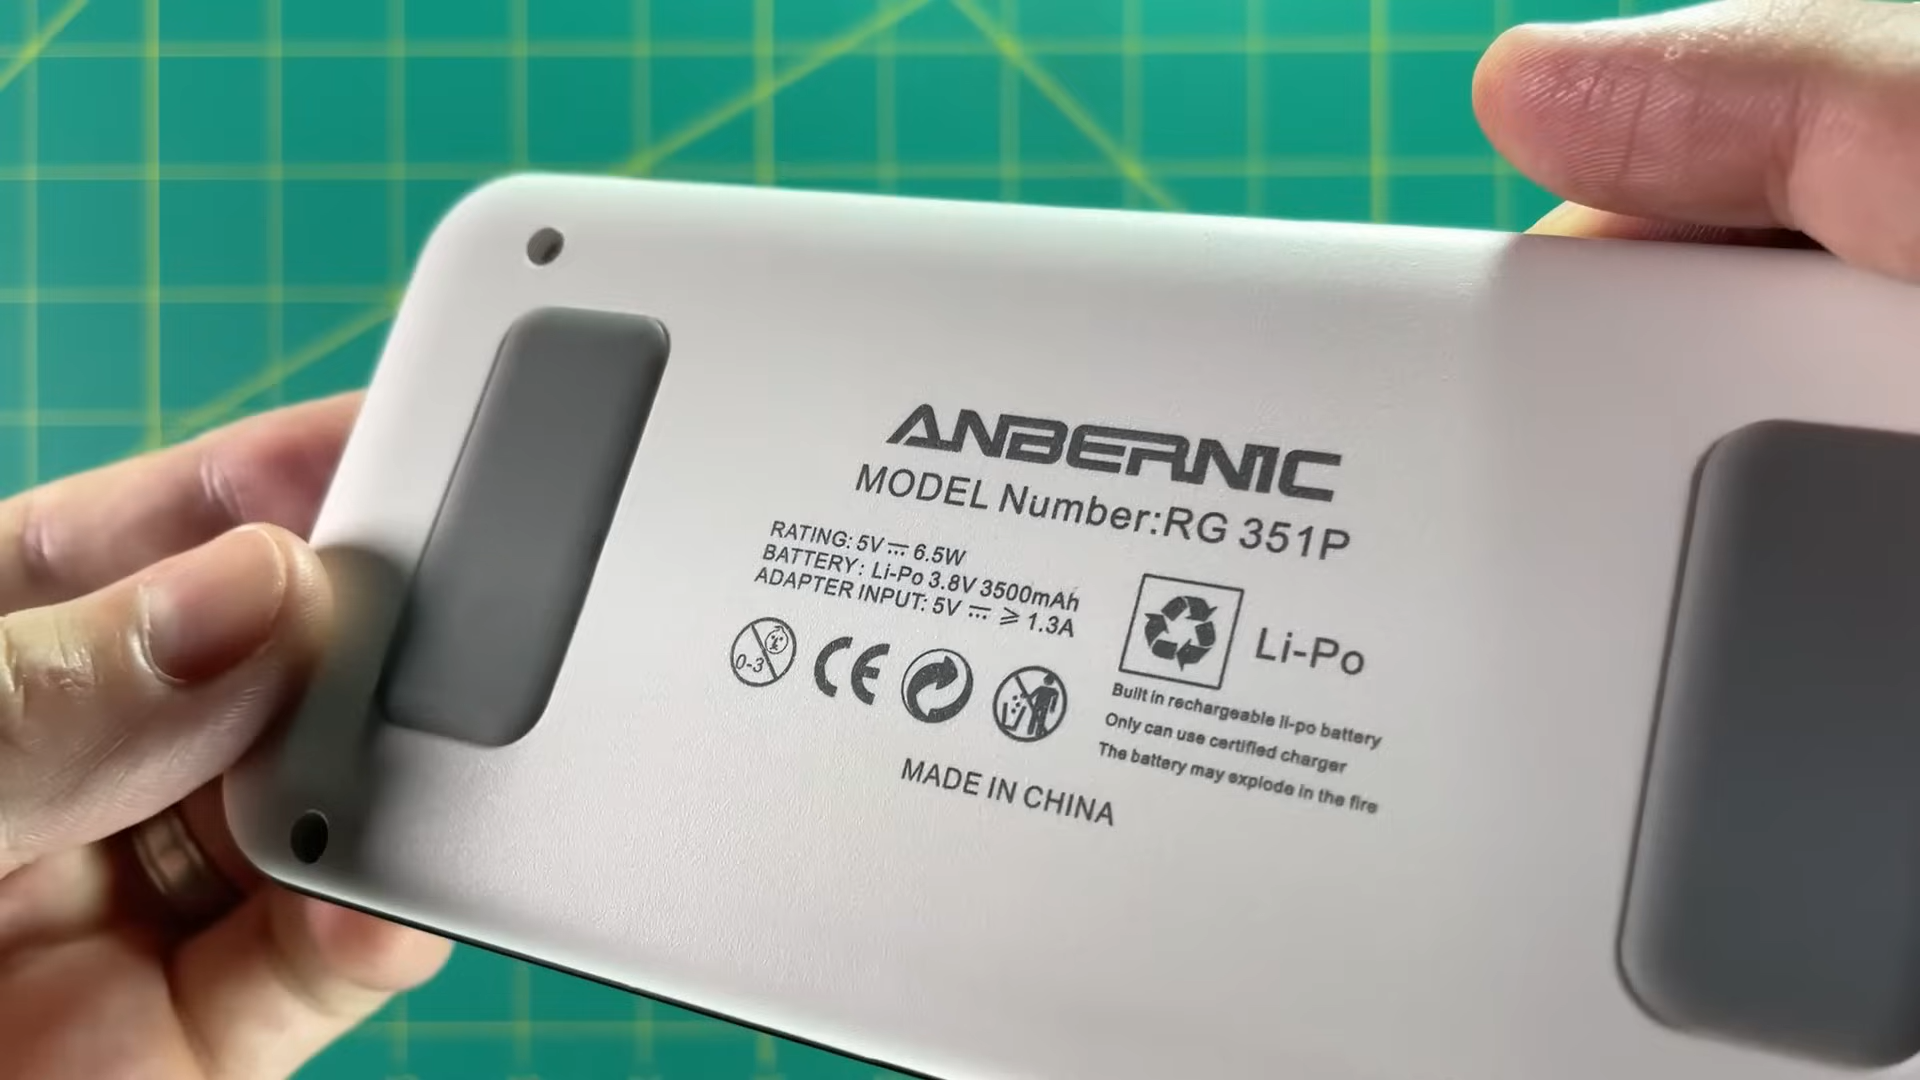 ANBERNIC
MODEL Number:RG 351P
RATING: 5V⎓ 6.5W
BATTERY: Li-Po 3.8V 3500mAh
ADAPTER INPUT: 5V ⎓ ⩾ 1.3A
0-3
CE
Li-Po
Built in rechargeable li-po battery
Only can use certified charger
The battery may explode in the fire
MADE IN CHINA